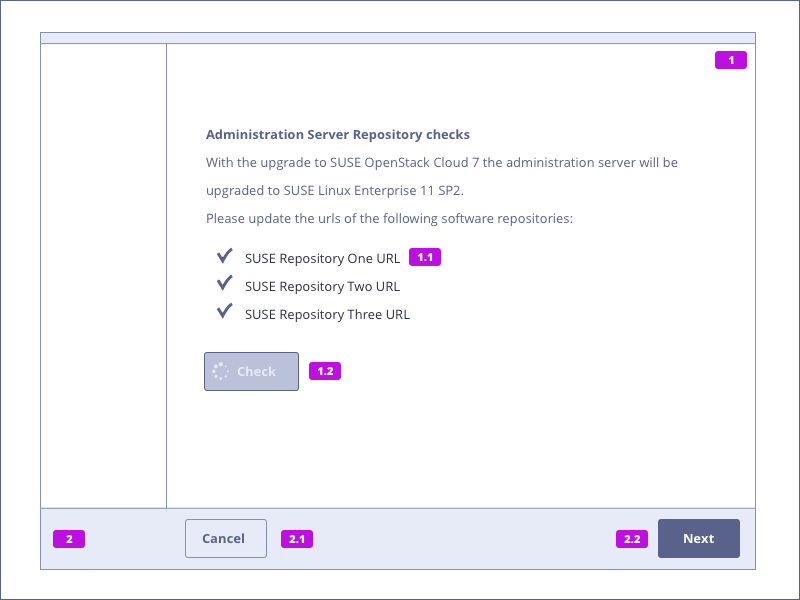 1
Administration Server Repository checks
With the upgrade to SUSE OpenStack Cloud 7 the administration server will be
upgraded to SUSE Linux Enterprise 11 SP2.
Please update the urls of the following software repositories:
SUSE Repository One URL 1.1
SUSE Repository Two URL
SUSE Repository Three URL
Check 1.2
2 Cancel 2.1 2.2 Next